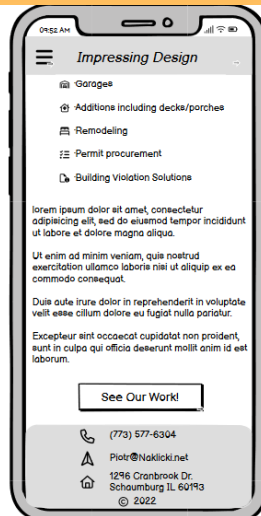 09:52 AM
Impressing Design
Garages
Additions including decks/porches
Remodeling
Permit procurement
Building Violation Solutions
lorem ipsum dolor sit amet, consectetur
adipisicing elit, sed do eiusmod tempor incididunt
ut labore et dolore magna aliqua.
Ut enim ad minim veniam, quis nostrud
exercitation ullamco laboris nisi ut aliquip ex ea
commodo consequat.
Duis aute irure dolor in reprehenderit in voluptate
velit esse cillum dolore eu fugiat nulla pariatur.
Excepteur sint occaecat cupidatat non proident,
sunt in culpa qui officia deserunt mollit anim id est
laborum.
See Our Work!
(773) 577-6304
Piotr@Naklicki.net
1296 Cranbrook Dr.
Schaumburg IL 60193
© 2022